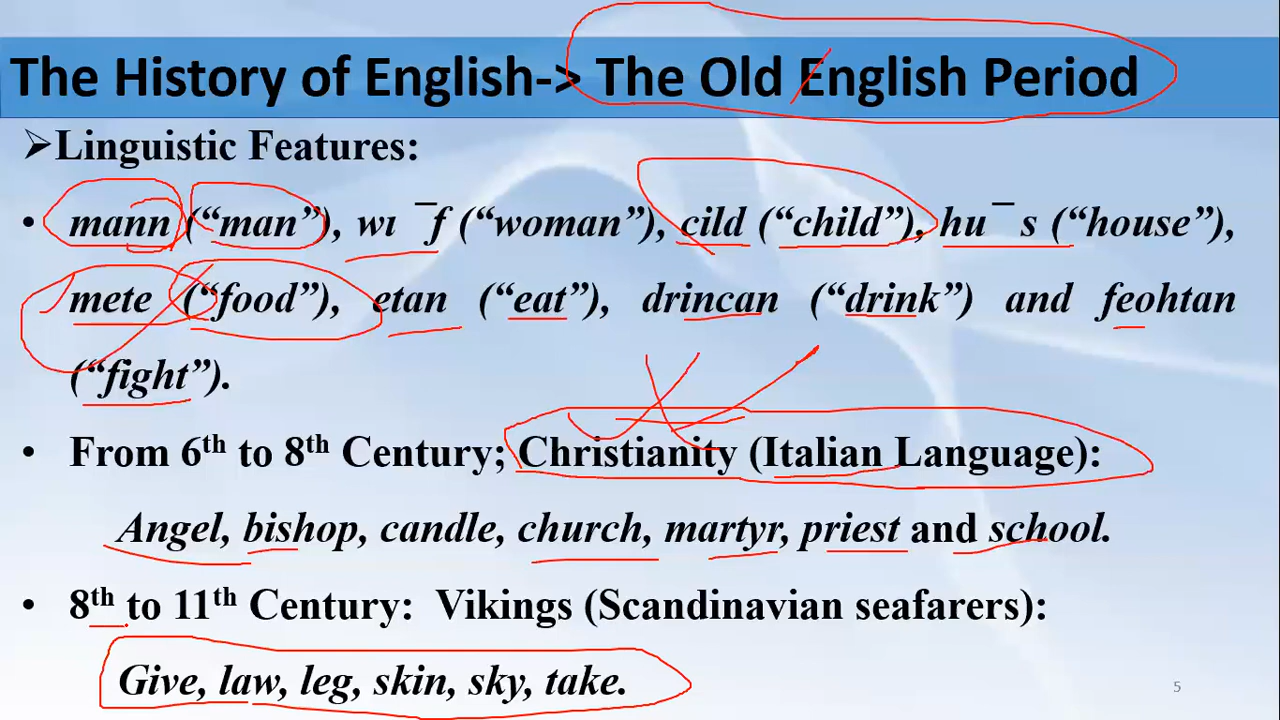 The History of English-> The Old English Period
➢Linguistic Features:
• mann (“man”), wı ¯f (“woman”), cild (“child”), hu¯ s (“house”),
mete (“food”), etan (“eat”), drincan (“drink”) and feohtan
(“fight”).
• From 6th to 8th Century; Christianity (Italian Language):
Angel, bishop, candle, church, martyr, priest and school.
• 8th to 11th Century: Vikings (Scandinavian seafarers):
Give, law, leg, skin, sky, take.
5